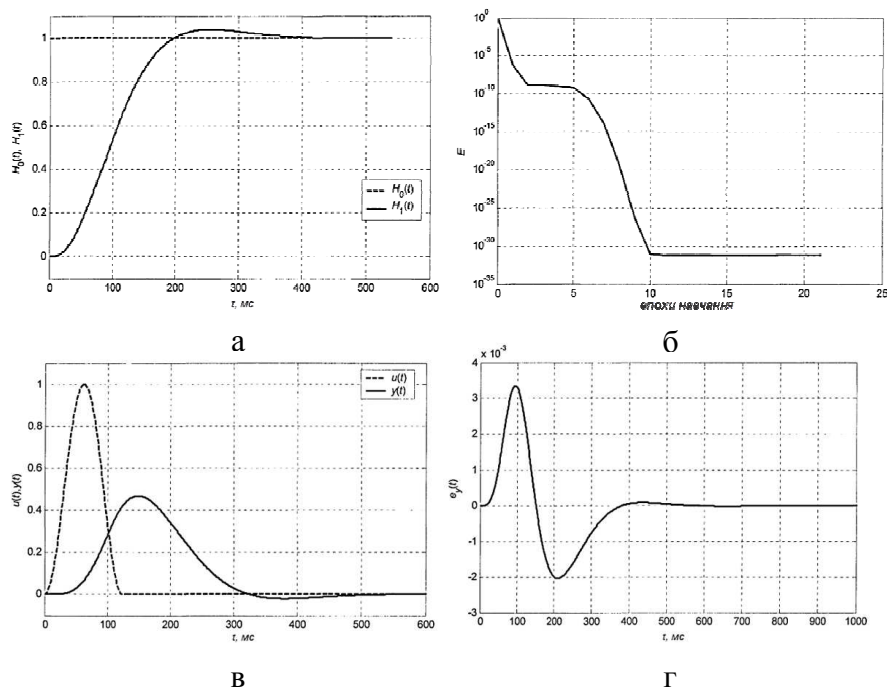 1
0.8
0.6
0.4
0.2
0
H₀(t), H₁(t)
H₀(t)
H₁(t)
0 100 200 300 400 500 600
t, мс
а
10⁰
10⁻⁵
10⁻¹⁰
10⁻¹⁵
10⁻²⁰
10⁻²⁵
10⁻³⁰
10⁻³⁵
E
0 5 10 15 20 25
епохи навчання
б
1
0.8
0.6
0.4
0.2
0
u(t),y(t)
u(t)
y(t)
0 100 200 300 400 500 600
t, мс
в
x 10⁻³
4
3
2
1
0
-1
-2
-3
eᵧ(t)
0 100 200 300 400 500 600 700 800 900 1000
t, мс
г